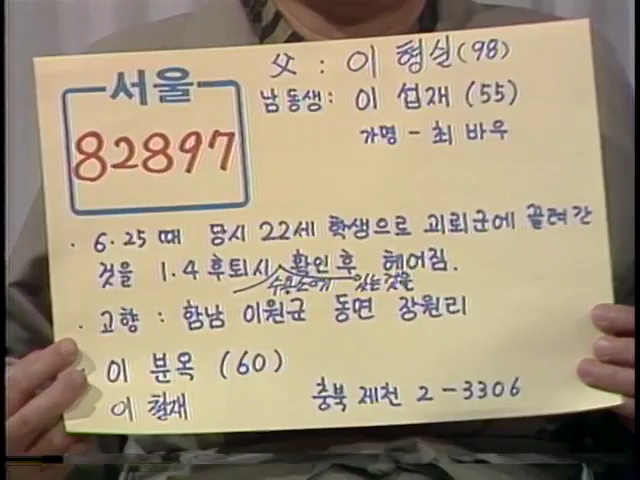 서울
82897
父 : 이 형실(98)
남동생: 이 섭재 (55)
가명 - 최 바우
· 6.25 때 당시 22세 학생으로 괴뢰군에 끌려간
것을 1.4 후퇴시 확인 후 헤어짐.
수용소에 있는것을
· 고향 : 함남 이원군 동면 장원리
· 이 분옥 (60)
이 철재
충북 제천 2-3306